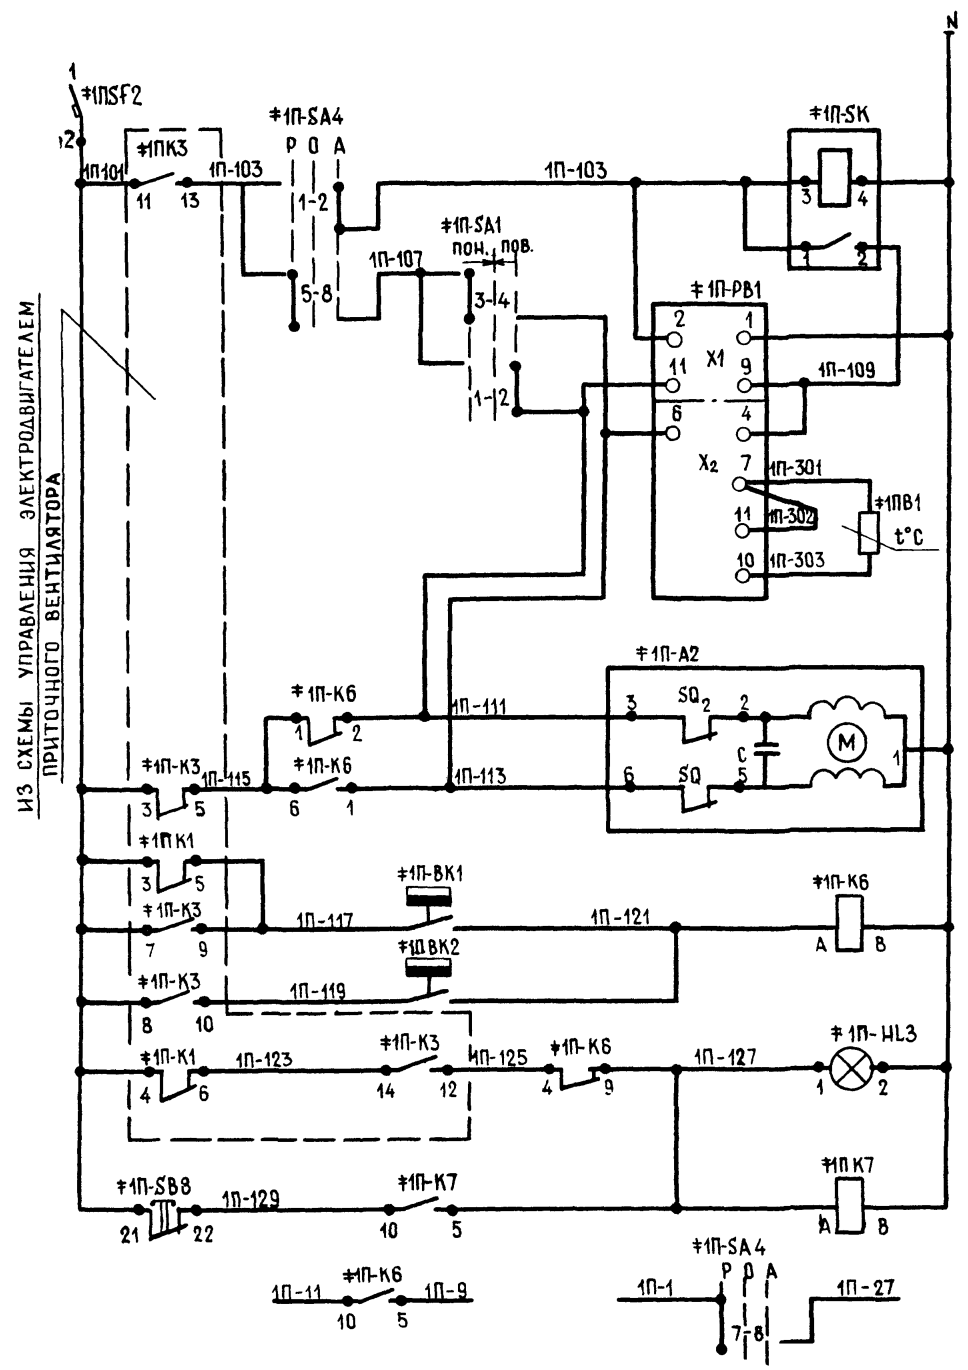 N
1
⧧1ПSF2
2
⧧1П-SA4
Р О А
⧧1П-SK
⧧1ПК3
1П101
11 13
1П-103
1-2
1П-103
3 4
1 2
⧧1П-SA1
ПОН. ПОВ.
1П-107
5-8
3-4
1-2
⧧1П-РВ1
2 1
11 Х1 9
1П-109
6 4
Х2 7
1П-301
⧧1ПВ1
11 1П-302
t°C
10 1П-303
ИЗ СХЕМЫ УПРАВЛЕНИЯ ЭЛЕКТРОДВИГАТЕЛЕМ
ПРИТОЧНОГО ВЕНТИЛЯТОРА
⧧1П-А2
⧧1П-К6
1 2
1П-111
3 SQ2 2
С М 1
⧧1П-К3
3 5
1П-115
⧧1П-К6
6 1
1П-113
6 SQ 5
⧧1ПК1
3 5
⧧1П-К3
7 9
1П-117
⧧1П-ВК1
1П-121
⧧1П-К6
А В
⧧1П-К3
8 10
1П-119
⧧1ПВК2
⧧1П-К1
4 6
1П-123
⧧1П-К3
14 12
1П-125
⧧1П-К6
4 9
1П-127
⧧1П-HL3
1 2
⧧1П-SB8
21 22
1П-129
⧧1П-К7
10 5
⧧1ПК7
А В
1П-11
⧧1П-К6
10 5
1П-9
⧧1П-SA4
Р О А
1П-1
7-8
1П-27